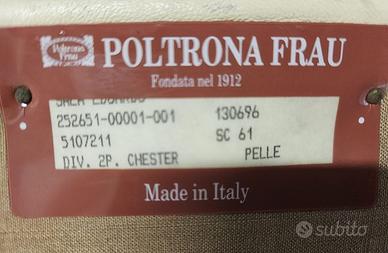 Poltrona
Frau
POLTRONA FRAU
Fondata nel 1912
252651-00001-001 130696
5107211 SC 61
DIV. 2P. CHESTER PELLE
Made in Italy
subito